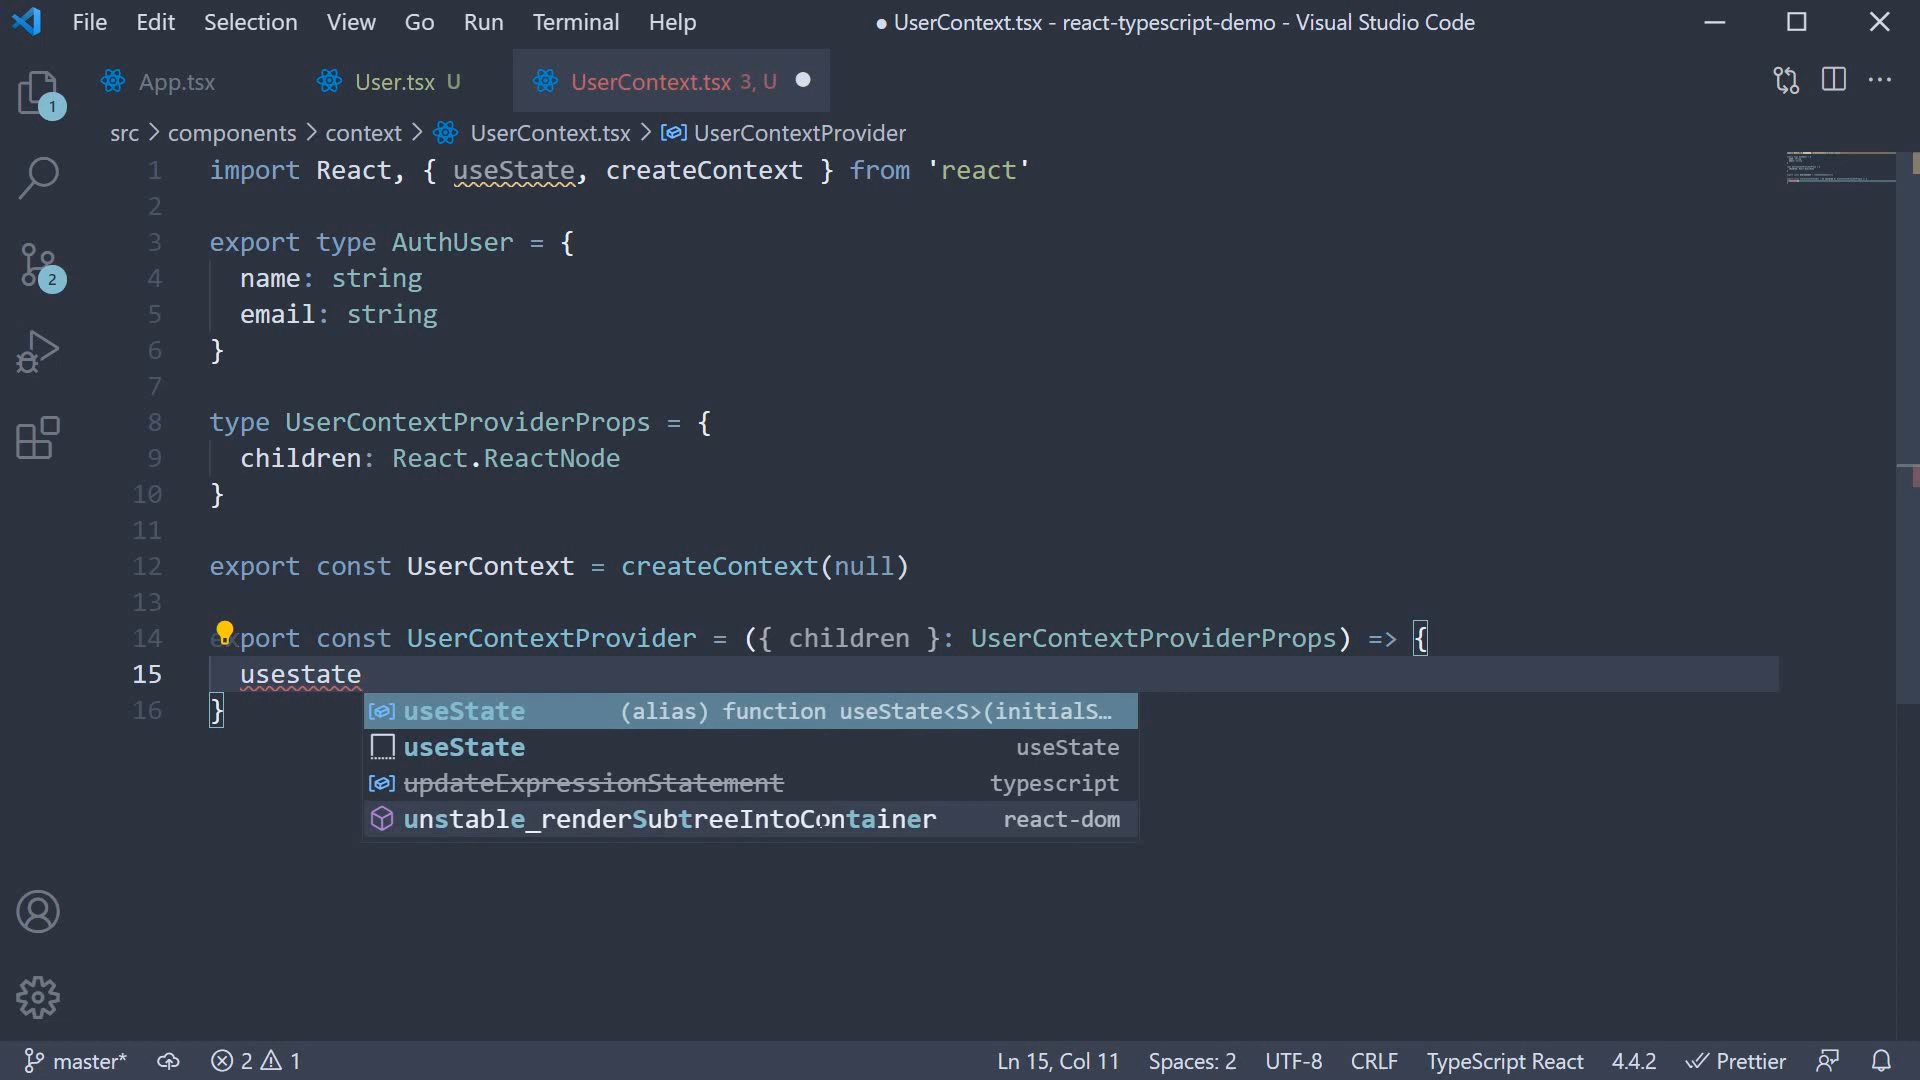 File Edit Selection View Go Run Terminal Help ● UserContext.tsx - react-typescript-demo - Visual Studio Code
App.tsx User.tsx U UserContext.tsx 3, U
1
src > components > context > UserContext.tsx > UserContextProvider
1 import React, { useState, createContext } from 'react'
2
3 export type AuthUser = {
4 name: string
5 email: string
6 }
7
8 type UserContextProviderProps = {
9 children: React.ReactNode
10 }
11
12 export const UserContext = createContext(null)
13
14 export const UserContextProvider = ({ children }: UserContextProviderProps) => {
15 usestate
16 }
useState (alias) function useState<S>(initialS…
useState useState
updateExpressionStatement typescript
unstable_renderSubtreeIntoContainer react-dom
2
master* 2 1 Ln 15, Col 11 Spaces: 2 UTF-8 CRLF TypeScript React 4.4.2 Prettier